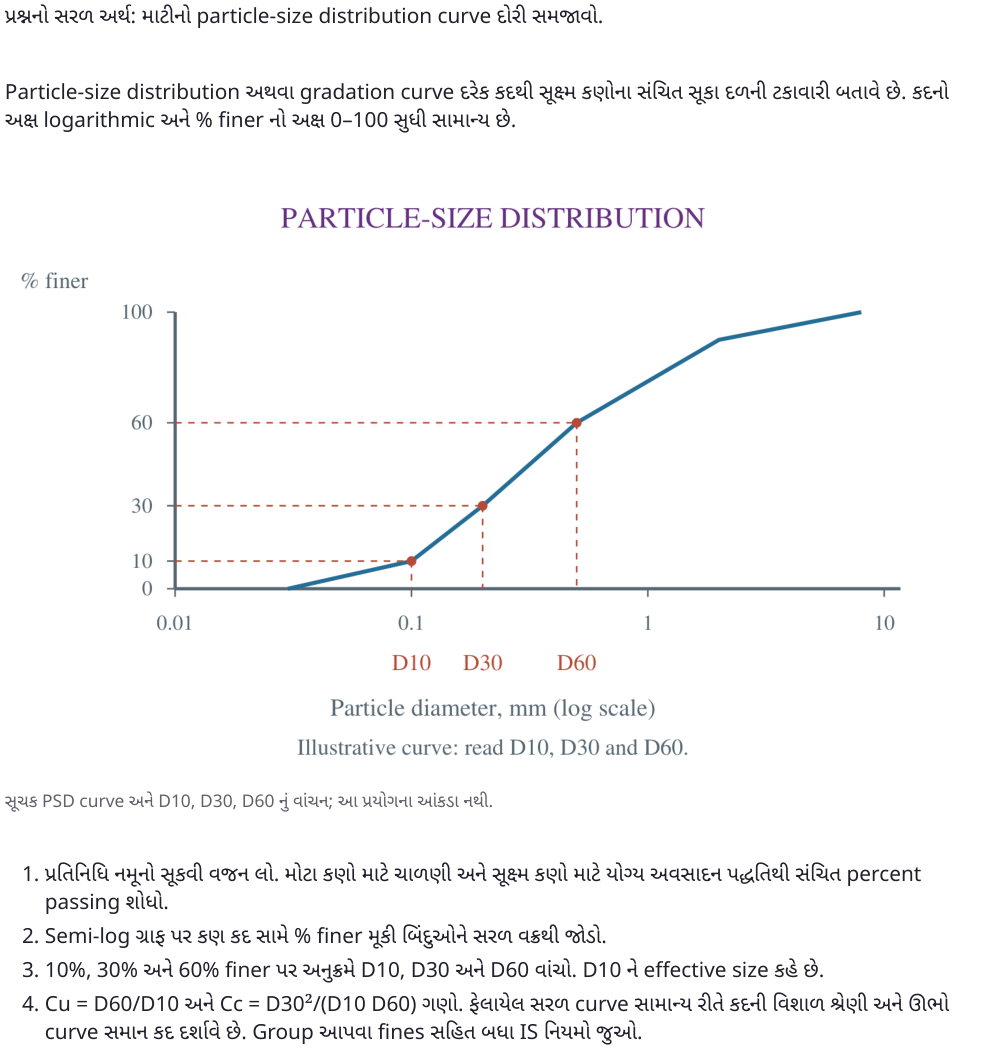 પ્રશ્નનો સરળ અર્થ: માટીનો particle-size distribution curve દોરી સમજાવો.
Particle-size distribution અથવા gradation curve દરેક કદથી સૂક્ષ્મ કણોના સંચિત સૂકા દળની ટકાવારી બતાવે છે. કદનો
અક્ષ logarithmic અને % finer નો અક્ષ 0–100 સુધી સામાન્ય છે.
PARTICLE-SIZE DISTRIBUTION
% finer
100
60
30
10
0
0.01 0.1 1 10
D10 D30 D60
Particle diameter, mm (log scale)
Illustrative curve: read D10, D30 and D60.
સૂચક PSD curve અને D10, D30, D60 નું વાંચન; આ પ્રયોગના આંકડા નથી.
1. પ્રતિનિધિ નમૂનો સૂકવી વજન લો. મોટા કણો માટે ચાળણી અને સૂક્ષ્મ કણો માટે યોગ્ય અવસાદન પદ્ધતિથી સંચિત percent
passing શોધો.
2. Semi-log ગ્રાફ પર કણ કદ સામે % finer મૂકી બિંદુઓને સરળ વક્રથી જોડો.
3. 10%, 30% અને 60% finer પર અનુક્રમે D10, D30 અને D60 વાંચો. D10 ને effective size કહે છે.
4. Cu = D60/D10 અને Cc = D30²/(D10 D60) ગણો. ફેલાયેલ સરળ curve સામાન્ય રીતે કદની વિશાળ શ્રેણી અને ઊભો
curve સમાન કદ દર્શાવે છે. Group આપવા fines સહિત બધા IS નિયમો જુઓ.